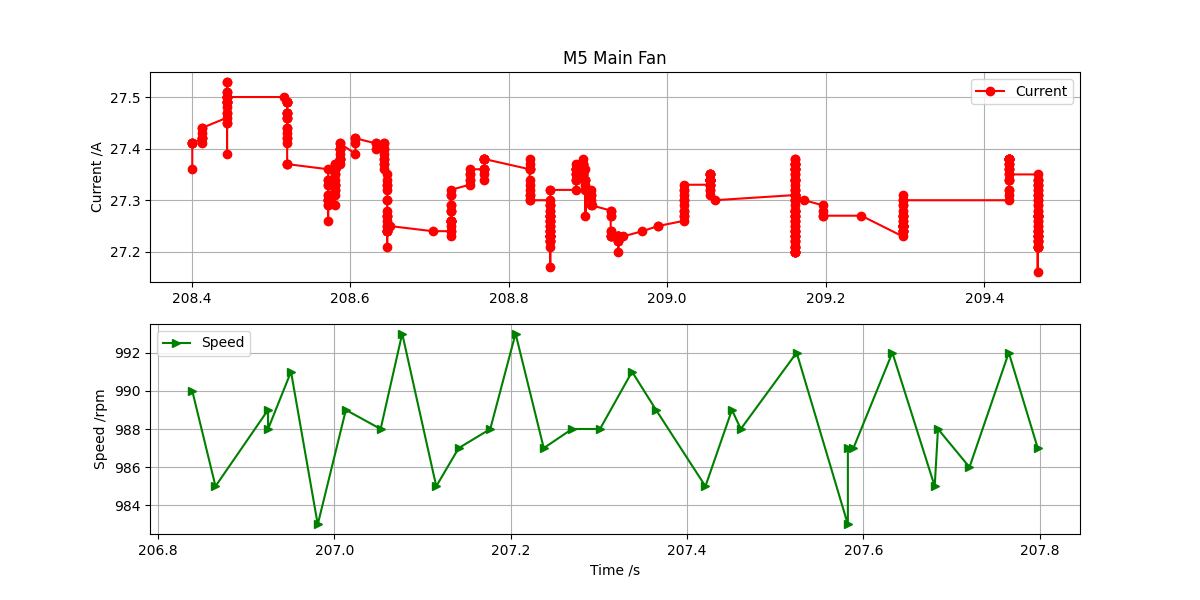 M5 Main Fan
Current /A
27.5
27.4
27.3
27.2
Current
208.4 208.6 208.8 209.0 209.2 209.4
Speed /rpm
992
990
988
986
984
Speed
206.8 207.0 207.2 207.4 207.6 207.8
Time /s